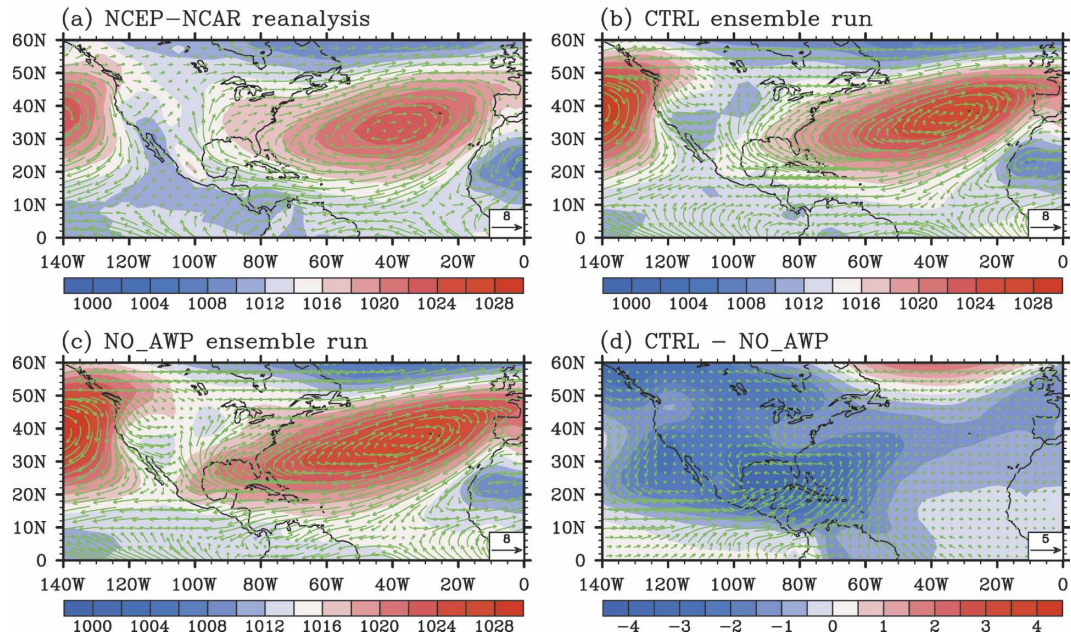 (a) NCEP−NCAR reanalysis
(b) CTRL ensemble run
60N 60N
50N 50N
40N 40N
30N 30N
20N 20N
10N 10N
0 8 0 8
140W 120W 100W 80W 60W 40W 20W 0 140W 120W 100W 80W 60W 40W 20W 0
1000 1004 1008 1012 1016 1020 1024 1028 1000 1004 1008 1012 1016 1020 1024 1028
(c) NO_AWP ensemble run
(d) CTRL − NO_AWP
60N 60N
50N 50N
40N 40N
30N 30N
20N 20N
10N 10N
0 8 0 5
140W 120W 100W 80W 60W 40W 20W 0 140W 120W 100W 80W 60W 40W 20W 0
1000 1004 1008 1012 1016 1020 1024 1028 −4 −3 −2 −1 0 1 2 3 4